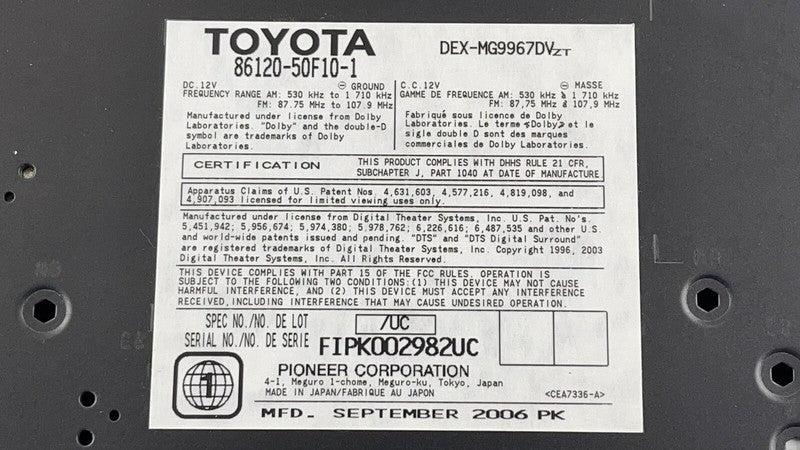 TOYOTA
86120-50F10-1
DEX-MG9967DVZT
DC.12V ⊖ GROUND
FREQUENCY RANGE AM: 530 kHz to 1 710 kHz
FM: 87.75 MHz to 107.9 MHz
Manufactured under license from Dolby
Laboratories. "Dolby" and the double-D
symbol are trademarks of Dolby
Laboratories.
C.C.12V ⊖ MASSE
GAMME DE FREQUENCE AM: 530 kHz à 1 710 kHz
FM: 87,75 MHz à 107,9 MHz
Fabriqué sous licence de Dolby
Laboratories. Le terme «Dolby» et le
sigle double D sont des marques
commerciales de Dolby Laboratories.
CERTIFICATION
THIS PRODUCT COMPLIES WITH DHHS RULE 21 CFR,
SUBCHAPTER J, PART 1040 AT DATE OF MANUFACTURE
Apparatus Claims of U.S. Patent Nos. 4,631,603, 4,577,216, 4,819,098, and
4,907,093 licensed for limited viewing uses only.
Manufactured under license from Digital Theater Systems, Inc. U.S. Pat. No's.
5,451,942; 5,956,674; 5,974,380; 5,978,762; 6,226,616; 6,487,535 and other U.S.
and world-wide patents issued and pending. "DTS" and "DTS Digital Surround"
are registered trademarks of Digital Theater Systems, Inc. Copyright 1996, 2003
Digital Theater Systems, Inc. All Rights Reserved.
THIS DEVICE COMPLIES WITH PART 15 OF THE FCC RULES. OPERATION IS
SUBJECT TO THE FOLLOWING TWO CONDITIONS:(1) THIS DEVICE MAY NOT CAUSE
HARMFUL INTERFERENCE, AND (2) THIS DEVICE MUST ACCEPT ANY INTERFERENCE
RECEIVED,INCLUDING INTERFERENCE THAT MAY CAUSE UNDESIRED OPERATION.
SPEC NO./NO. DE LOT /UC
SERIAL NO./NO. DE SERIE FIPK002982UC
1
PIONEER CORPORATION
4-1, Meguro 1-chome, Meguro-ku, Tokyo, Japan
MADE IN JAPAN/FABRIQUE AU JAPON
<CEA7336-A>
MFD. SEPTEMBER 2006 PK